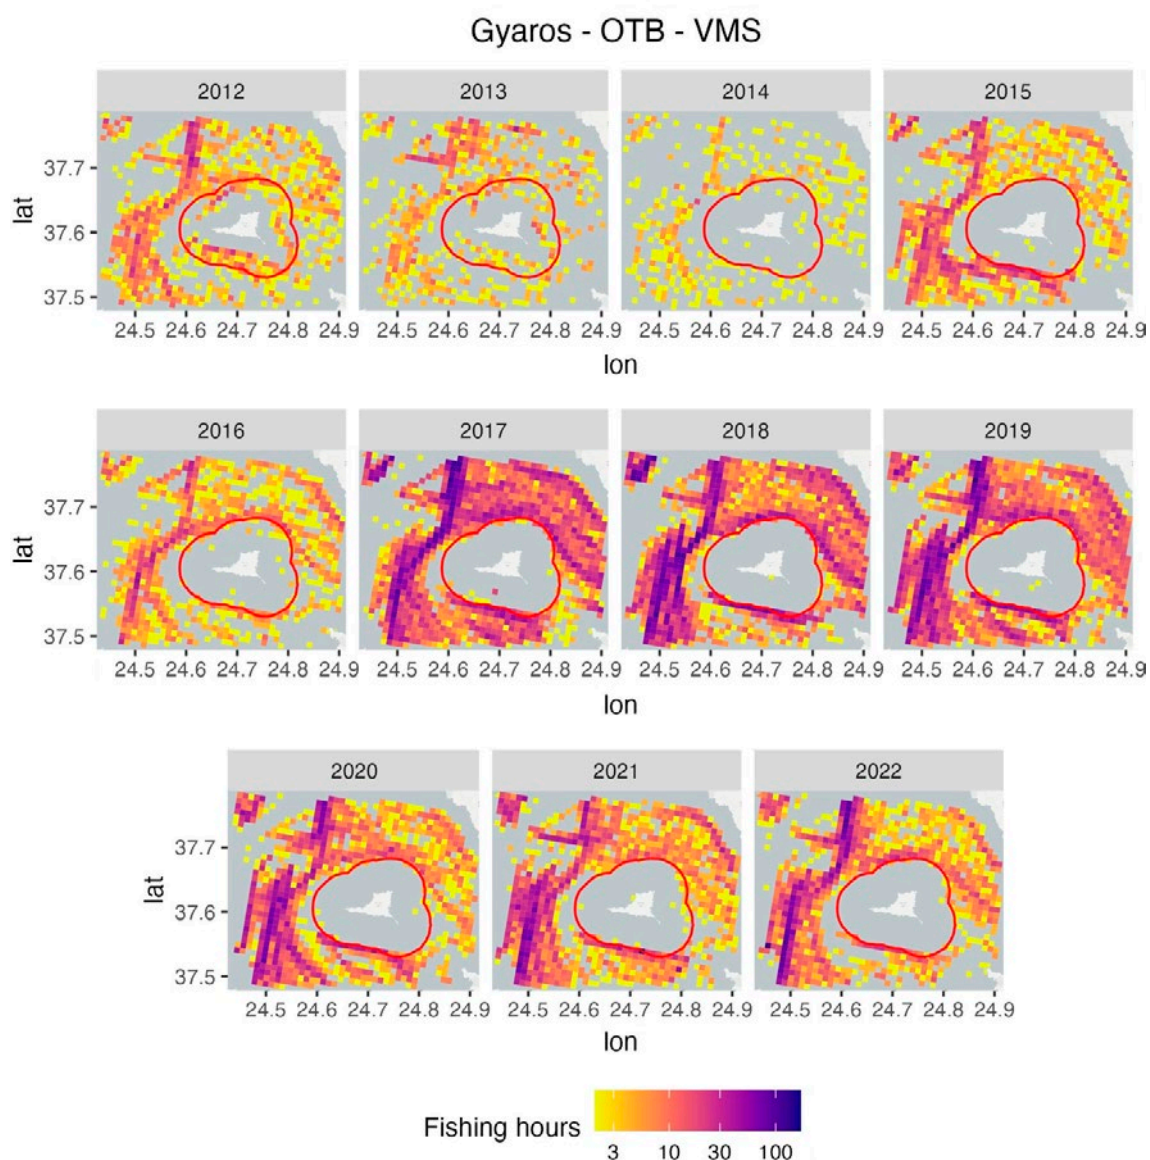 Gyaros - OTB - VMS
2012 2013 2014 2015
37.7
37.6
37.5
lat
24.5 24.6 24.7 24.8 24.9 24.5 24.6 24.7 24.8 24.9 24.5 24.6 24.7 24.8 24.9 24.5 24.6 24.7 24.8 24.9
lon
2016 2017 2018 2019
37.7
37.6
37.5
lat
24.5 24.6 24.7 24.8 24.9 24.5 24.6 24.7 24.8 24.9 24.5 24.6 24.7 24.8 24.9 24.5 24.6 24.7 24.8 24.9
lon
2020 2021 2022
37.7
37.6
37.5
lat
24.5 24.6 24.7 24.8 24.9 24.5 24.6 24.7 24.8 24.9 24.5 24.6 24.7 24.8 24.9
lon
Fishing hours
3 10 30 100